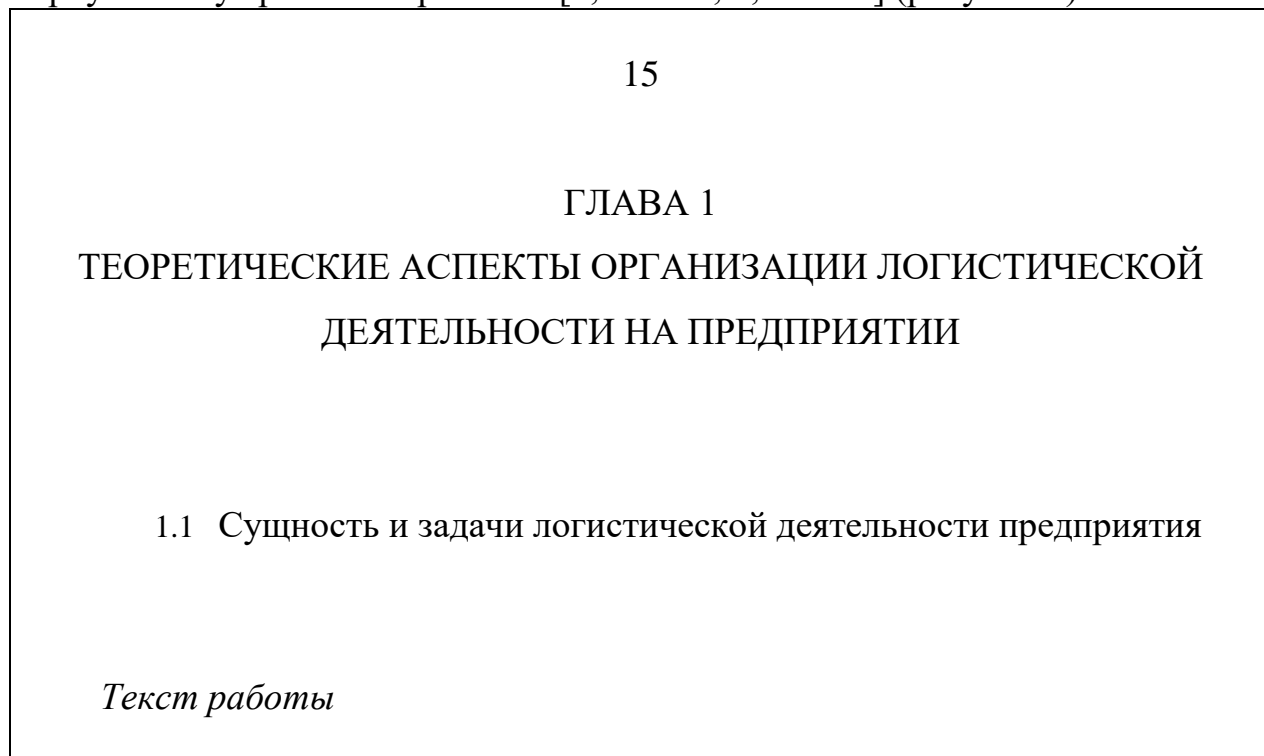 15
ГЛАВА 1
ТЕОРЕТИЧЕСКИЕ АСПЕКТЫ ОРГАНИЗАЦИИ ЛОГИСТИЧЕСКОЙ
ДЕЯТЕЛЬНОСТИ НА ПРЕДПРИЯТИИ
1.1 Сущность и задачи логистической деятельности предприятия
Текст работы